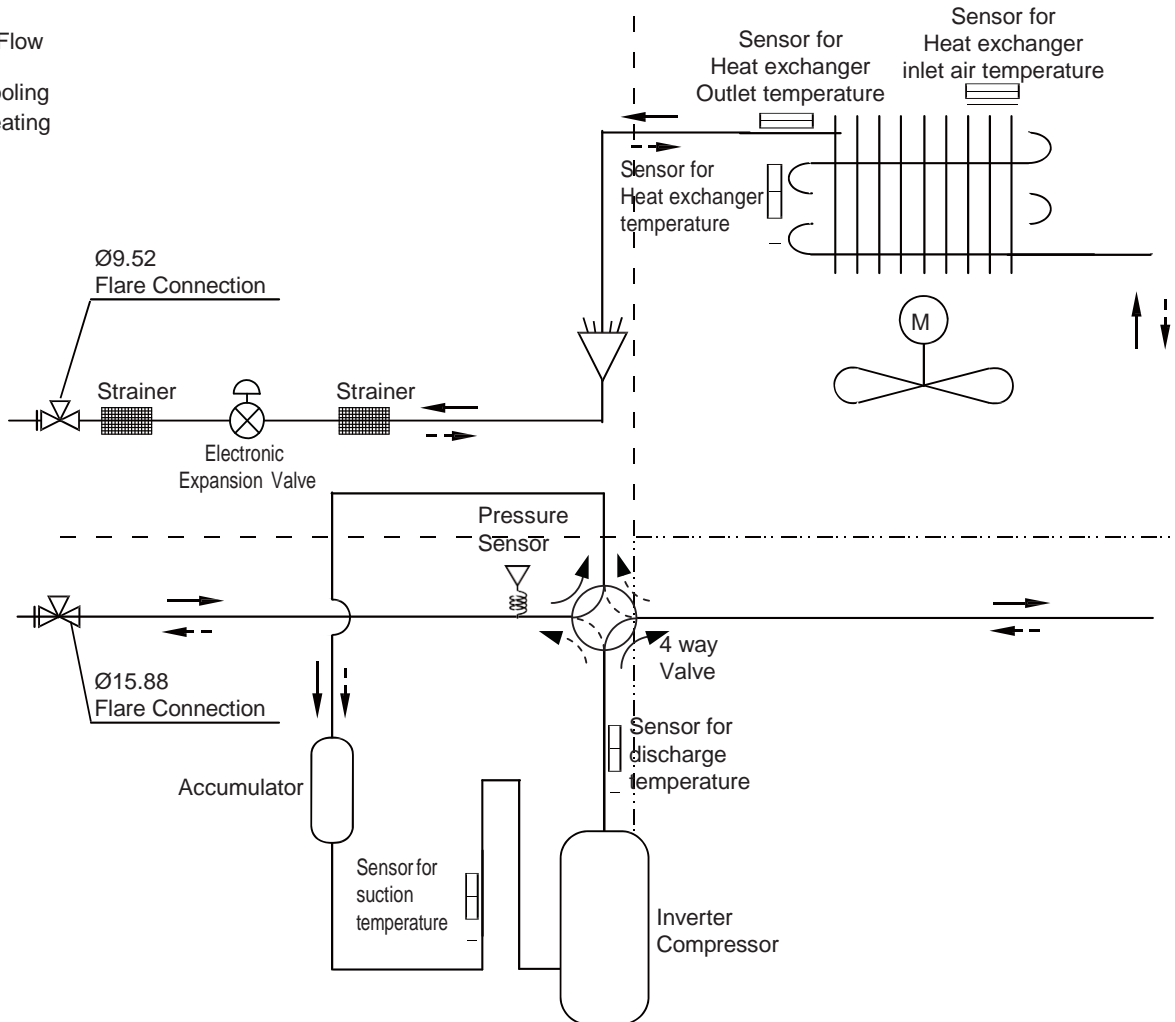 Flow
ooling
eating
Sensor for
Heat exchanger
Outlet temperature
Sensor for
Heat exchanger
inlet air temperature
Sensor for
Heat exchanger
temperature
Ø9.52
Flare Connection
M
Strainer
Strainer
Electronic
Expansion Valve
Pressure
Sensor
4 way
Valve
Ø15.88
Flare Connection
Sensor for
discharge
temperature
Accumulator
Sensor for
suction
temperature
Inverter
Compressor